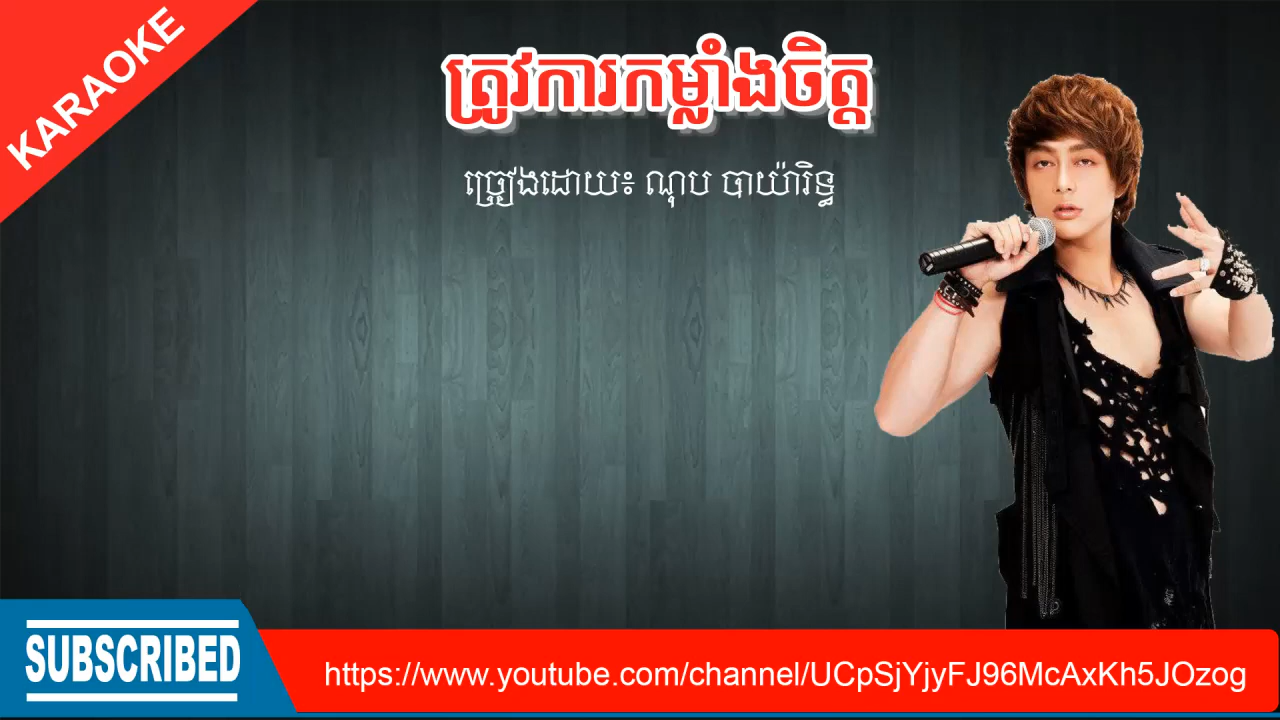 KARAOKE
ត្រូវការកម្លាំងចិត្ត
ច្រៀងដោយ៖ ណុប បាយ៉ារិទ្ធ
SUBSCRIBED
https://www.youtube.com/channel/UCpSjYjyFJ96McAxKh5JOzog